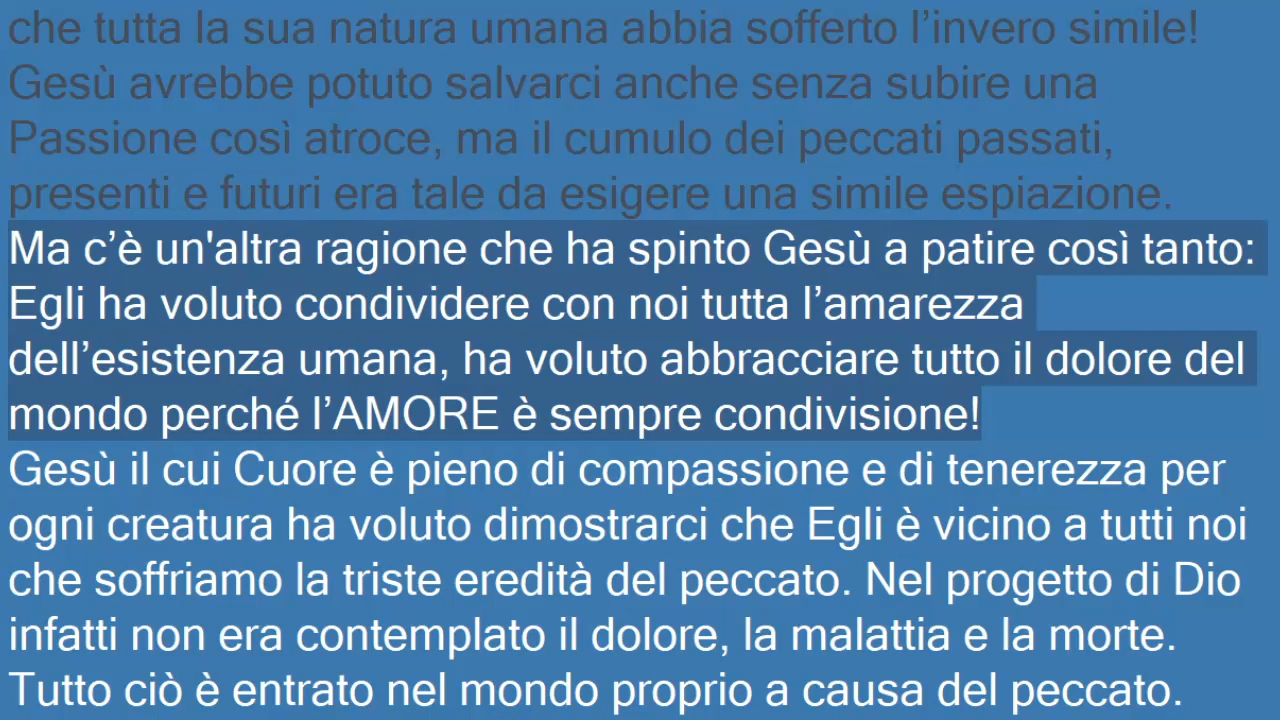 che tutta la sua natura umana abbia sofferto l’invero simile!
Gesù avrebbe potuto salvarci anche senza subire una
Passione così atroce, ma il cumulo dei peccati passati,
presenti e futuri era tale da esigere una simile espiazione.
Ma c’è un'altra ragione che ha spinto Gesù a patire così tanto:
Egli ha voluto condividere con noi tutta l’amarezza
dell’esistenza umana, ha voluto abbracciare tutto il dolore del
mondo perché l’AMORE è sempre condivisione!
Gesù il cui Cuore è pieno di compassione e di tenerezza per
ogni creatura ha voluto dimostrarci che Egli è vicino a tutti noi
che soffriamo la triste eredità del peccato. Nel progetto di Dio
infatti non era contemplato il dolore, la malattia e la morte.
Tutto ciò è entrato nel mondo proprio a causa del peccato.